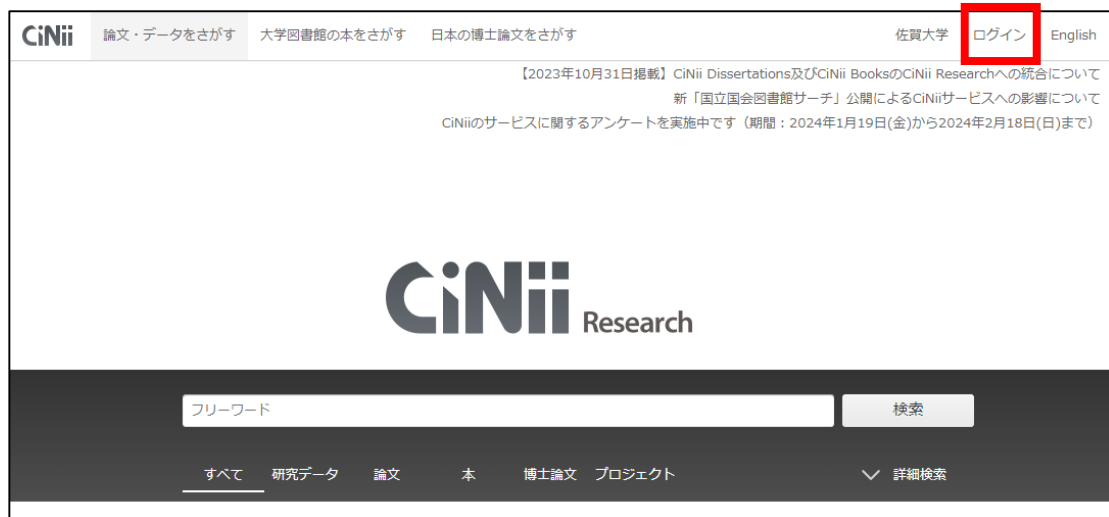 CiNii 論文・データをさがす 大学図書館の本をさがす 日本の博士論文をさがす 佐賀大学 ログイン English
【2023年10月31日掲載】CiNii Dissertations及びCiNii BooksのCiNii Researchへの統合について
新「国立国会図書館サーチ」公開によるCiNiiサービスへの影響について
CiNiiのサービスに関するアンケートを実施中です（期間：2024年1月19日(金)から2024年2月18日(日)まで）
CiNii Research
フリーワード 検索
すべて 研究データ 論文 本 博士論文 プロジェクト 詳細検索